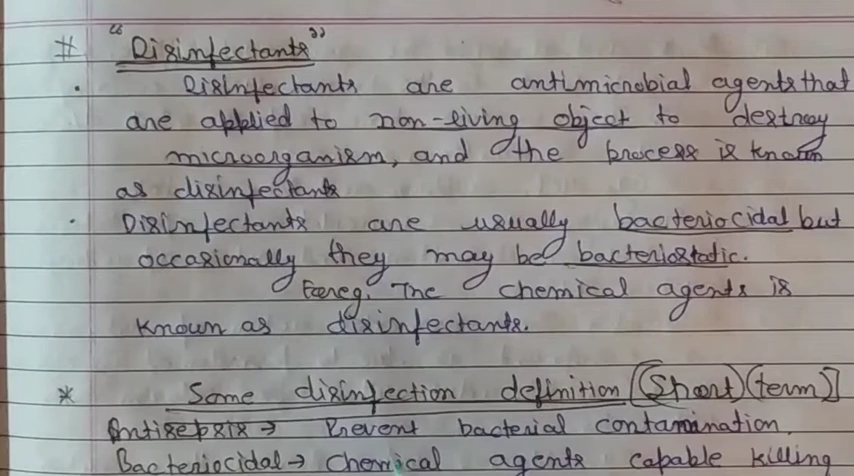 # "Disinfectants"
. Disinfectants are antimicrobial agents that
are applied to non-living object to destroy
microorganism, and the process is known
as disinfectants
. Disinfectants are usually bacteriocidal but
occasionally they may be bacteriostatic.
The chemical agents is
known as disinfectants.
* Some disinfection definition [(Short) (term)]
Antisepsis → Prevent bacterial contamination.
Bacteriocidal → Chemical agents capable killing